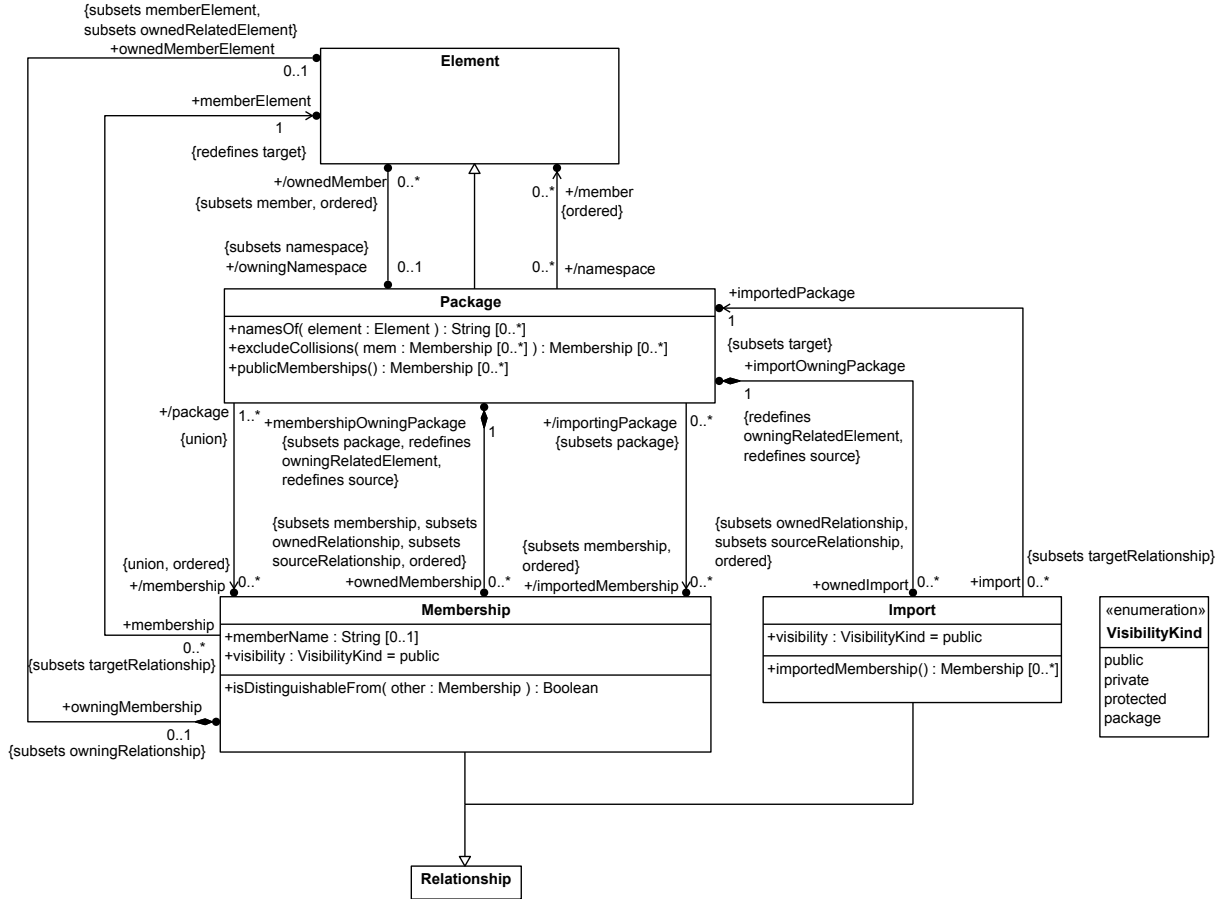 {subsets memberElement,
subsets ownedRelatedElement}
+ownedMemberElement
0..1
Element
+memberElement
1
{redefines target}
+/ownedMember
0..*
{subsets member, ordered}
0..*
+/member
{ordered}
{subsets namespace}
+/owningNamespace
0..1
0..*
+/namespace
Package
+namesOf( element : Element ) : String [0..*]
+excludeCollisions( mem : Membership [0..*] ) : Membership [0..*]
+publicMemberships() : Membership [0..*]
+importedPackage
1
{subsets target}
+importOwningPackage
1
{redefines
owningRelatedElement,
redefines source}
+/package
1..*
{union}
+membershipOwningPackage
1
{subsets package, redefines
owningRelatedElement,
redefines source}
+/importingPackage
0..*
{subsets package}
{union, ordered}
+/membership
0..*
{subsets membership, subsets
ownedRelationship, subsets
sourceRelationship, ordered}
+ownedMembership
0..*
{subsets membership,
ordered}
+/importedMembership
0..*
{subsets ownedRelationship,
subsets sourceRelationship,
ordered}
+ownedImport
0..*
{subsets targetRelationship}
+import
0..*
Membership
+memberName : String [0..1]
+visibility : VisibilityKind = public
+isDistinguishableFrom( other : Membership ) : Boolean
+membership
0..*
{subsets targetRelationship}
+owningMembership
0..1
{subsets owningRelationship}
Import
+visibility : VisibilityKind = public
+importedMembership() : Membership [0..*]
«enumeration»
VisibilityKind
public
private
protected
package
Relationship